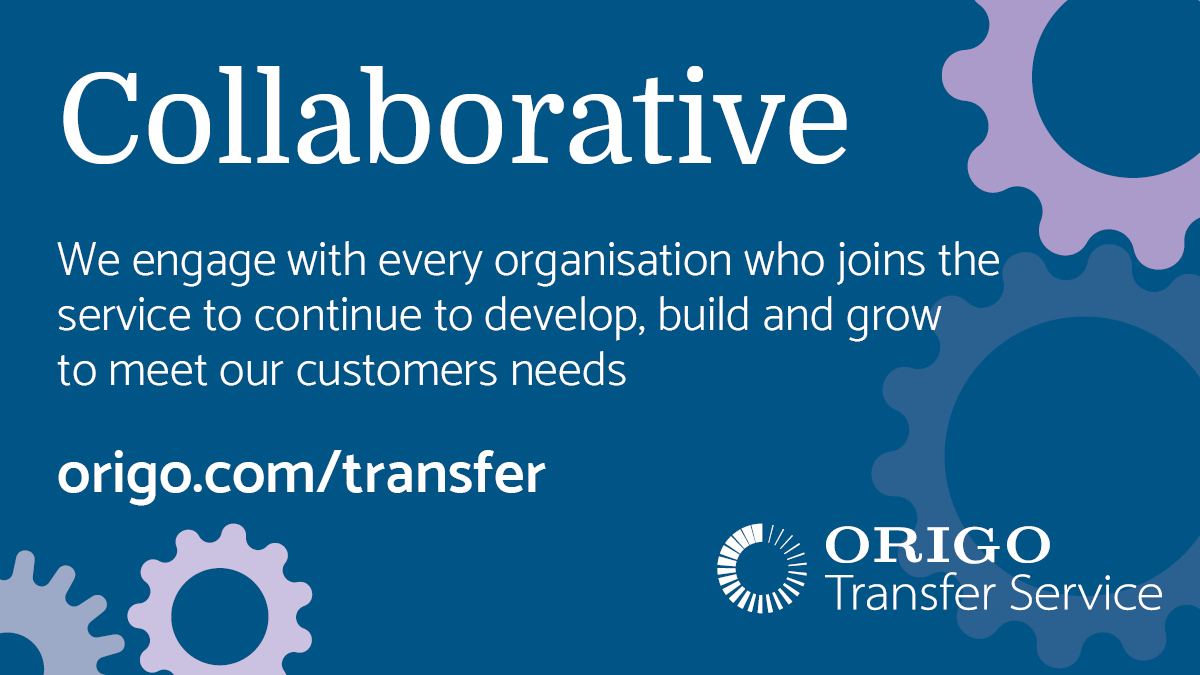 Collaborative
We engage with every organisation who joins the
service to continue to develop, build and grow
to meet our customers needs
origo.com/transfer
ORIGO
Transfer Service